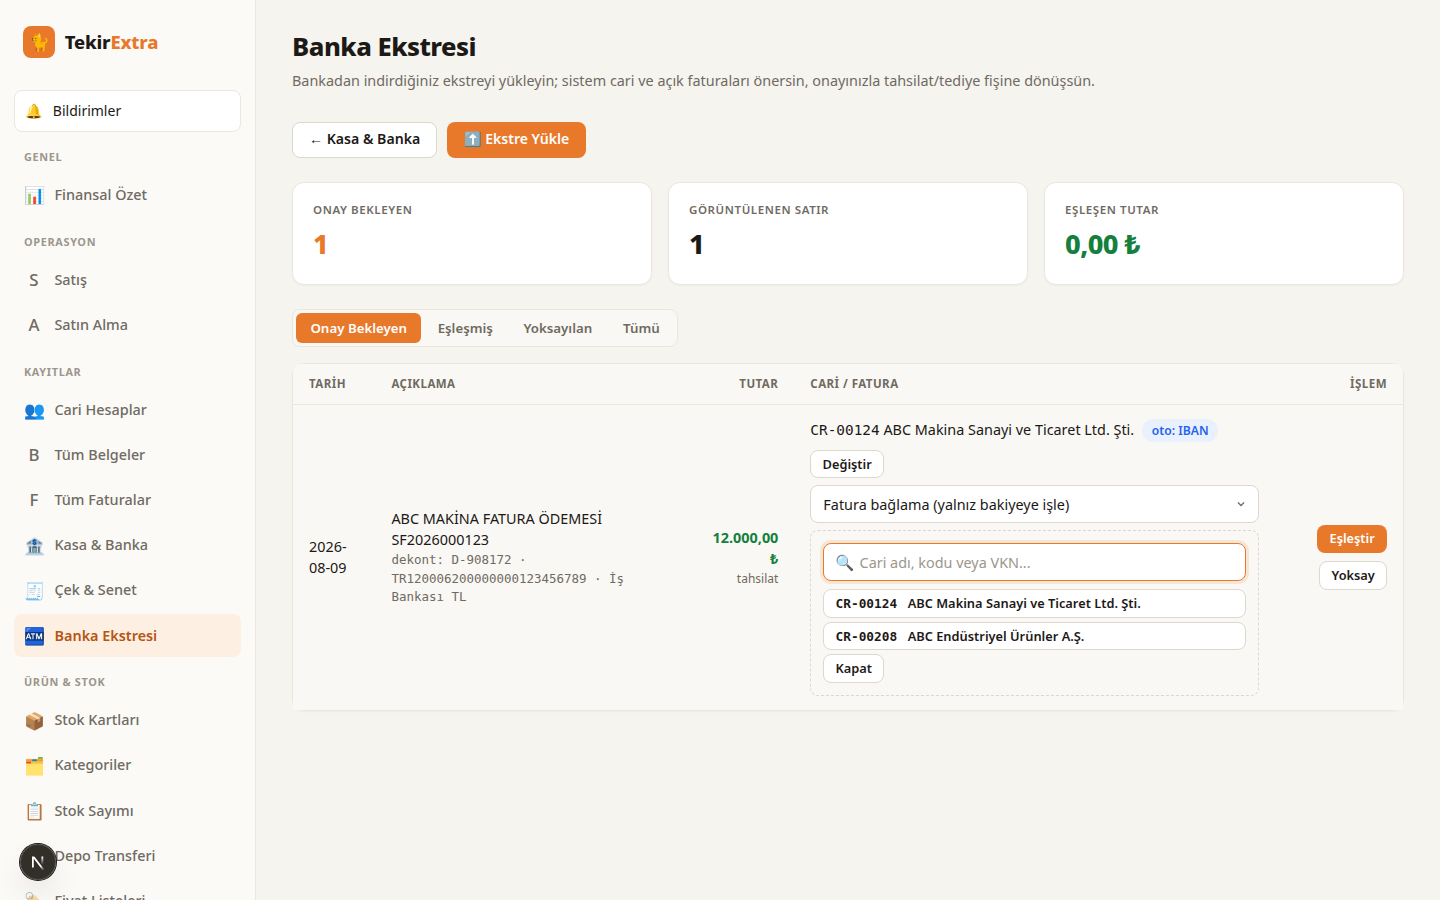 TekirExtra
Bildirimler
GENEL
Finansal Özet
OPERASYON
S Satış
A Satın Alma
KAYITLAR
Cari Hesaplar
B Tüm Belgeler
F Tüm Faturalar
Kasa & Banka
Çek & Senet
ATM Banka Ekstresi
ÜRÜN & STOK
Stok Kartları
Kategoriler
Stok Sayımı
N Depo Transferi
Fiyat Listeleri
Banka Ekstresi
Bankadan indirdiğiniz ekstreyi yükleyin; sistem cari ve açık faturaları önersin, onayınızla tahsilat/tediye fişine dönüşsün.
← Kasa & Banka
Ekstre Yükle
ONAY BEKLEYEN
1
GÖRÜNTÜLENEN SATIR
1
EŞLEŞEN TUTAR
0,00 ₺
Onay Bekleyen Eşleşmiş Yoksayılan Tümü
TARİH AÇIKLAMA TUTAR CARİ / FATURA İŞLEM
2026-
08-09
ABC MAKİNA FATURA ÖDEMESİ
SF2026000123
dekont: D-908172 ·
TR120006200000000123456789 · İş
Bankası TL
12.000,00
₺
tahsilat
CR-00124 ABC Makina Sanayi ve Ticaret Ltd. Şti. oto: IBAN
Değiştir
Fatura bağlama (yalnız bakiyeye işle)
Cari adı, kodu veya VKN...
CR-00124 ABC Makina Sanayi ve Ticaret Ltd. Şti.
CR-00208 ABC Endüstriyel Ürünler A.Ş.
Kapat
Eşleştir
Yoksay